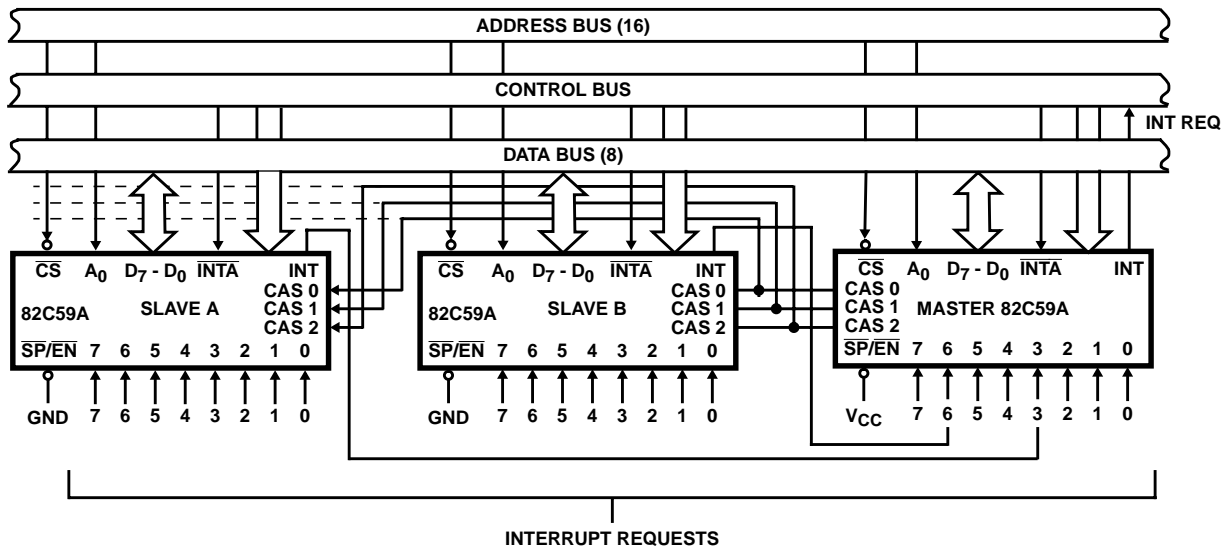 ADDRESS BUS (16)
CONTROL BUS
INT REQ
DATA BUS (8)
CS A0 D7 - D0 INTA INT
CAS 0
82C59A SLAVE A CAS 1
CAS 2
SP/EN 7 6 5 4 3 2 1 0
GND 7 6 5 4 3 2 1 0
CS A0 D7 - D0 INTA INT
CAS 0
82C59A SLAVE B CAS 1
CAS 2
SP/EN 7 6 5 4 3 2 1 0
GND 7 6 5 4 3 2 1 0
CS A0 D7 - D0 INTA INT
CAS 0
CAS 1 MASTER 82C59A
CAS 2
SP/EN 7 6 5 4 3 2 1 0
VCC 7 6 5 4 3 2 1 0
INTERRUPT REQUESTS